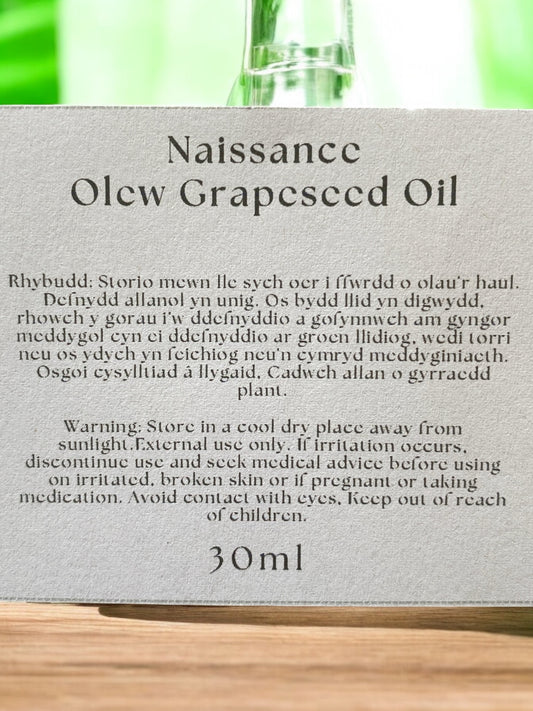 Naissance
Olew Grapeseed Oil
Rhybudd: Storio mewn lle sych oer i ffwrdd o olau'r haul.
Defnydd allanol yn unig. Os bydd llid yn digwydd,
rhowch y gorau i'w ddefnyddio a gofynnwch am gyngor
meddygol cyn ei ddefnyddio ar groen llidiog, wedi torri
neu os ydych yn feichiog neu'n cymryd meddyginiaeth.
Osgoi cysylltiad â llygaid, Cadwch allan o gyrraedd
plant.
Warning: Store in a cool dry place away from
sunlight.External use only. If irritation occurs,
discontinue use and seek medical advice before using
on irritated, broken skin or if pregnant or taking
medication. Avoid contact with eyes, Keep out of reach
of children.
30ml